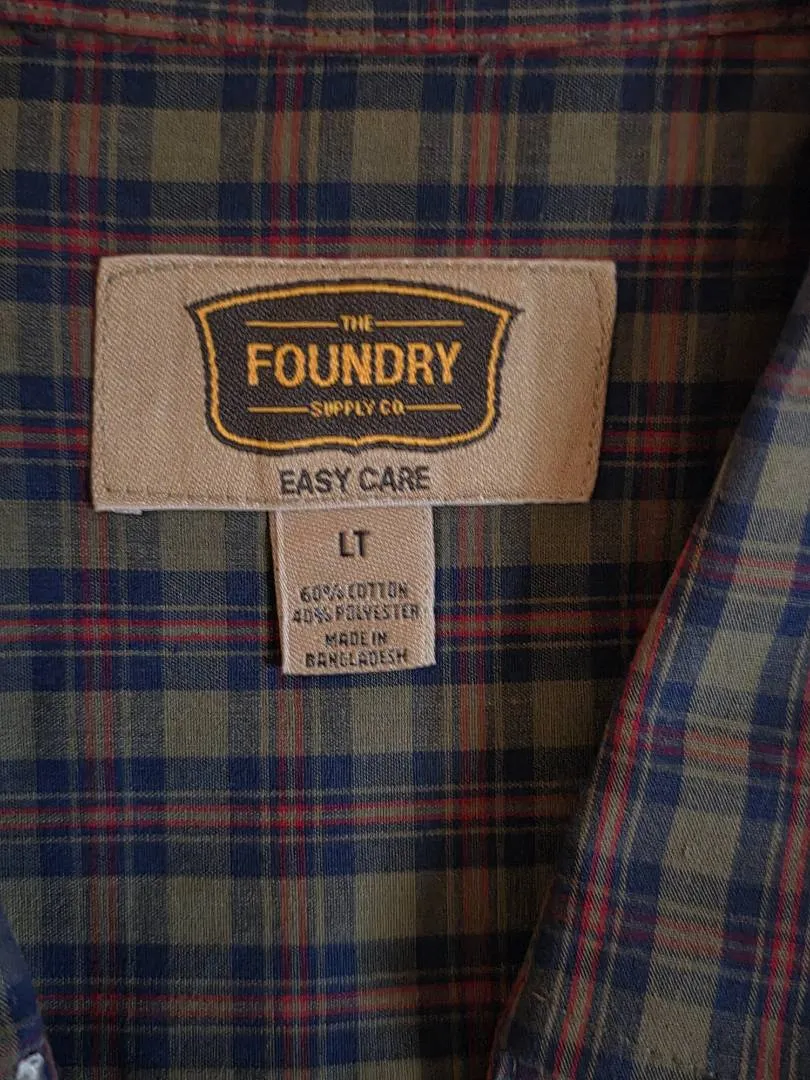 THE
FOUNDRY
SUPPLY CO
EASY CARE
LT
60% COTTON
40% POLYESTER
MADE IN
BANGLADESH